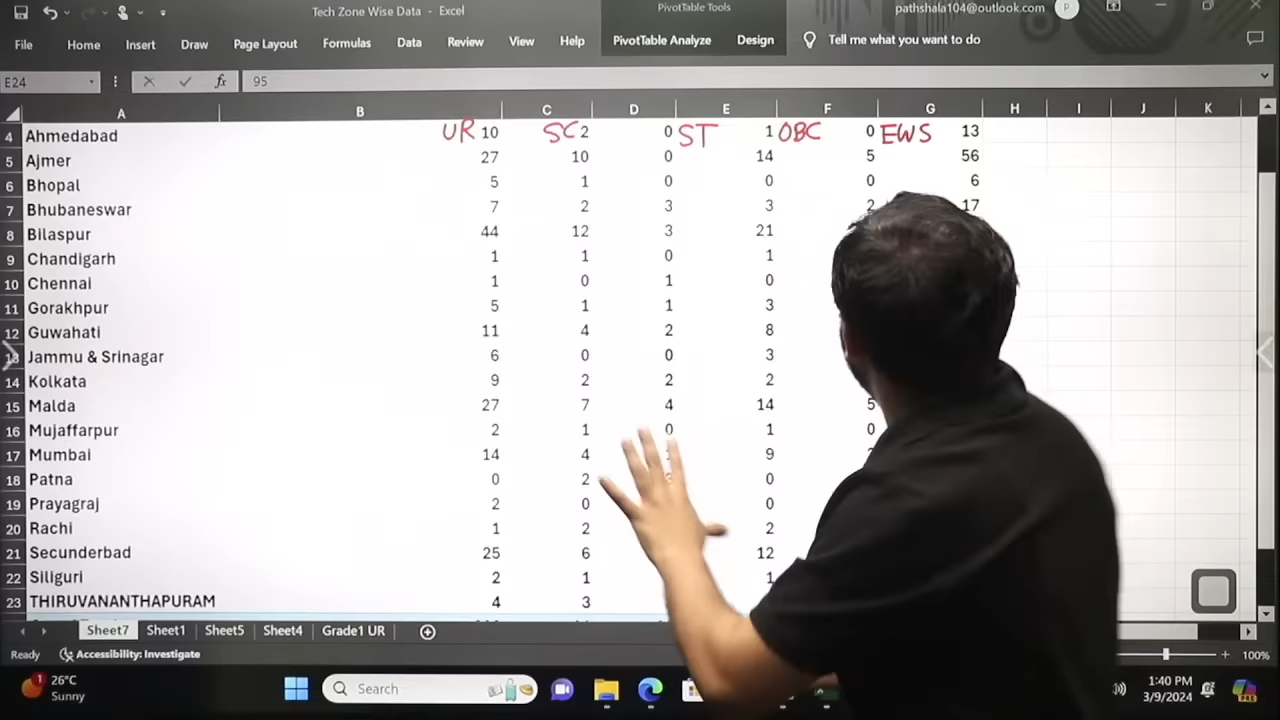 Tech Zone Wise Data - Excel
PivotTable Tools
pathshala104@outlook.com
P
File Home Insert Draw Page Layout Formulas Data Review View Help PivotTable Analyze Design Tell me what you want to do
E24 fx 95
A B C D E F G H I J K
4 Ahmedabad UR 10 SC 2 0 ST 1 OBC 0 EWS 13
5 Ajmer 27 10 0 14 5 56
6 Bhopal 5 1 0 0 0 6
7 Bhubaneswar 7 2 3 3 2 17
8 Bilaspur 44 12 3 21
9 Chandigarh 1 1 0 1
10 Chennai 1 0 1 0
11 Gorakhpur 5 1 1 3
12 Guwahati 11 4 2 8
13 Jammu & Srinagar 6 0 0 3
14 Kolkata 9 2 2 2
15 Malda 27 7 4 14 5
16 Mujaffarpur 2 1 0 1 0
17 Mumbai 14 4 9
18 Patna 0 2 0
19 Prayagraj 2 0 0
20 Rachi 1 2 2
21 Secunderbad 25 6 12
22 Siliguri 2 1 1
23 THIRUVANANTHAPURAM 4 3
Sheet7 Sheet1 Sheet5 Sheet4 Grade1 UR
Ready Accessibility: Investigate 100%
1 26°C
Sunny
Search
1:40 PM
3/9/2024
PRE